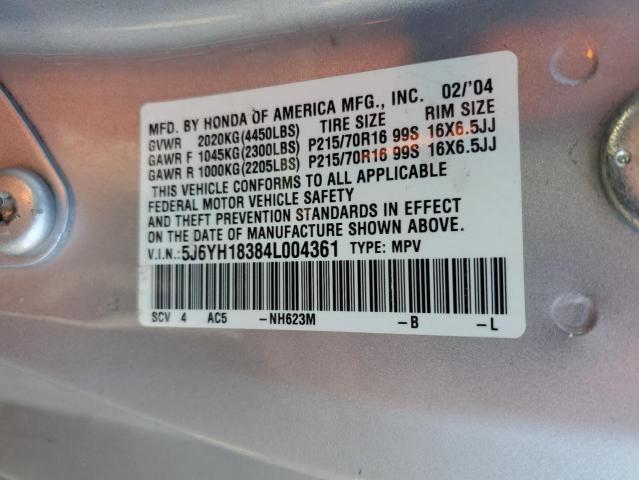 MFD. BY HONDA OF AMERICA MFG., INC. 02/'04
GVWR 2020KG(4450LBS) TIRE SIZE RIM SIZE
GAWR F 1045KG(2300LBS) P215/70R16 99S 16X6.5JJ
GAWR R 1000KG(2205LBS) P215/70R16 99S 16X6.5JJ
THIS VEHICLE CONFORMS TO ALL APPLICABLE
FEDERAL MOTOR VEHICLE SAFETY
AND THEFT PREVENTION STANDARDS IN EFFECT
ON THE DATE OF MANUFACTURE SHOWN ABOVE.
V.I.N.: 5J6YH18384L004361 TYPE: MPV
SCV 4 AC5 -NH623M -B -L